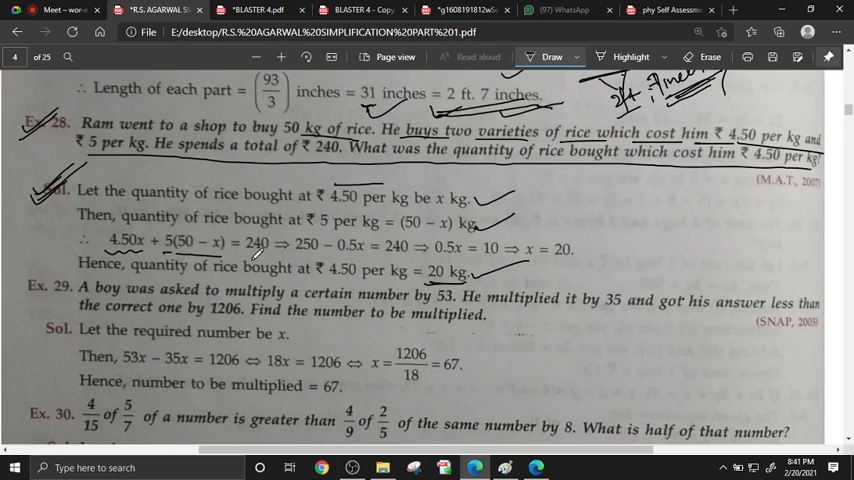 Meet – wor-e
*R.S. AGARWAL SIMPLIFICATION
*BLASTER 4.pdf
BLASTER 4 - Copy
*g1608191812w5e
(7) WhatsApp
phy Self Assessm
File | E:/desktop/R.S.%20AGARWAL%20SIMPLIFICATION%20PART%201.pdf
4 of 25
Page view
Read aloud
Draw
Highlight
Erase
∴ Length of each part = (93/3) inches = 31 inches = 2 ft. 7 inches.
Ex. 28. Ram went to a shop to buy 50 kg of rice. He buys two varieties of rice which cost him ₹ 4.50 per kg and
₹ 5 per kg. He spends a total of ₹ 240. What was the quantity of rice bought which cost him ₹ 4.50 per kg?
(M.A.T., 2007)
Sol. Let the quantity of rice bought at ₹ 4.50 per kg be x kg.
Then, quantity of rice bought at ₹ 5 per kg = (50 – x) kg.
∴ 4.50x + 5(50 – x) = 240 ⇒ 250 – 0.5x = 240 ⇒ 0.5x = 10 ⇒ x = 20.
Hence, quantity of rice bought at ₹ 4.50 per kg = 20 kg.
Ex. 29. A boy was asked to multiply a certain number by 53. He multiplied it by 35 and got his answer less than
the correct one by 1206. Find the number to be multiplied.
(SNAP, 2005)
Sol. Let the required number be x.
Then, 53x – 35x = 1206 ⇔ 18x = 1206 ⇔ x = 1206/18 = 67.
Hence, number to be multiplied = 67.
Ex. 30. 4/15 of 5/7 of a number is greater than 4/9 of 2/5 of the same number by 8. What is half of that number?
Type here to search
8:41 PM
2/20/2021